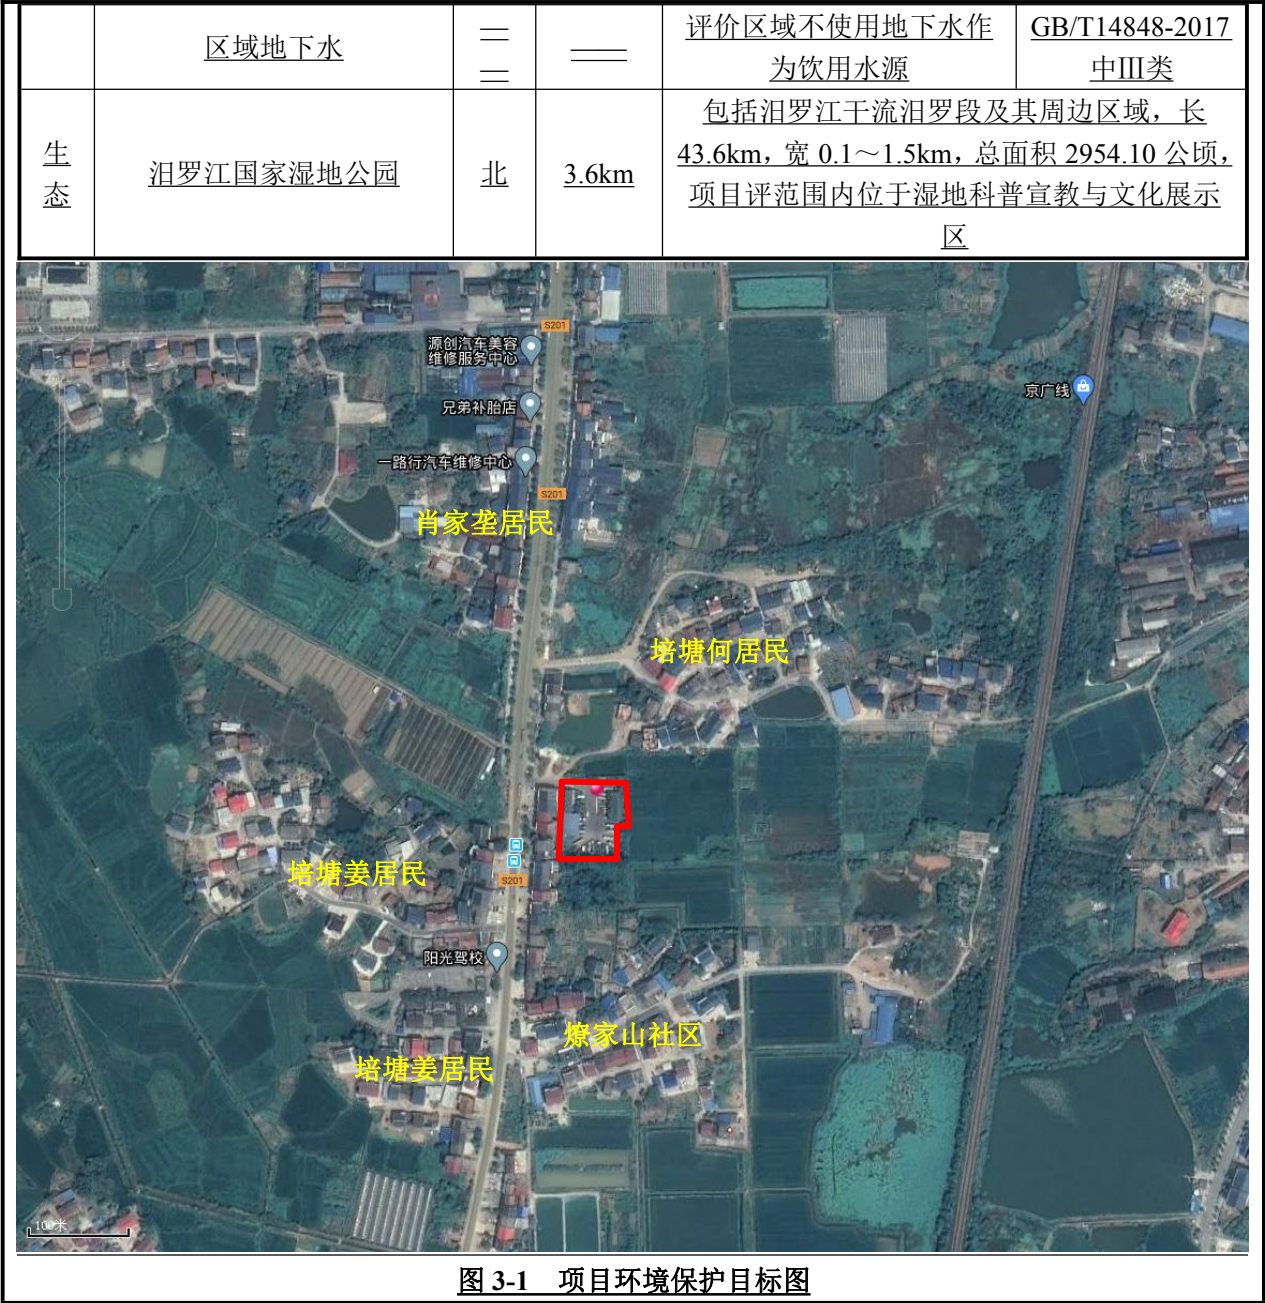 区域地下水
——
——
——
评价区域不使用地下水作
为饮用水源
GB/T14848-2017
中Ⅲ类
生
态
汨罗江国家湿地公园
北
3.6km
包括汨罗江干流汨罗段及其周边区域，长
43.6km，宽 0.1～1.5km，总面积 2954.10 公顷，
项目评范围内位于湿地科普宣教与文化展示
区
S201
源创汽车美容
维修服务中心
兄弟补胎店
京广线
一路行汽车维修中心
S201
肖家垄居民
培塘何居民
培塘姜居民
S201
阳光驾校
燎家山社区
培塘姜居民
100米
图 3-1 项目环境保护目标图